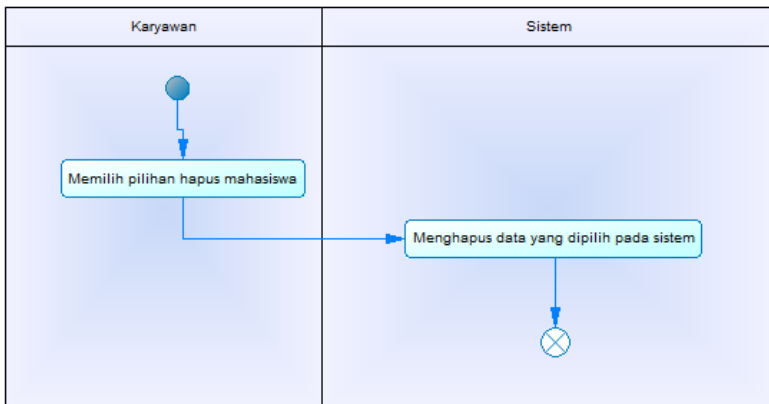 Karyawan
Sistem
Memilih pilihan hapus mahasiswa
Menghapus data yang dipilih pada sistem